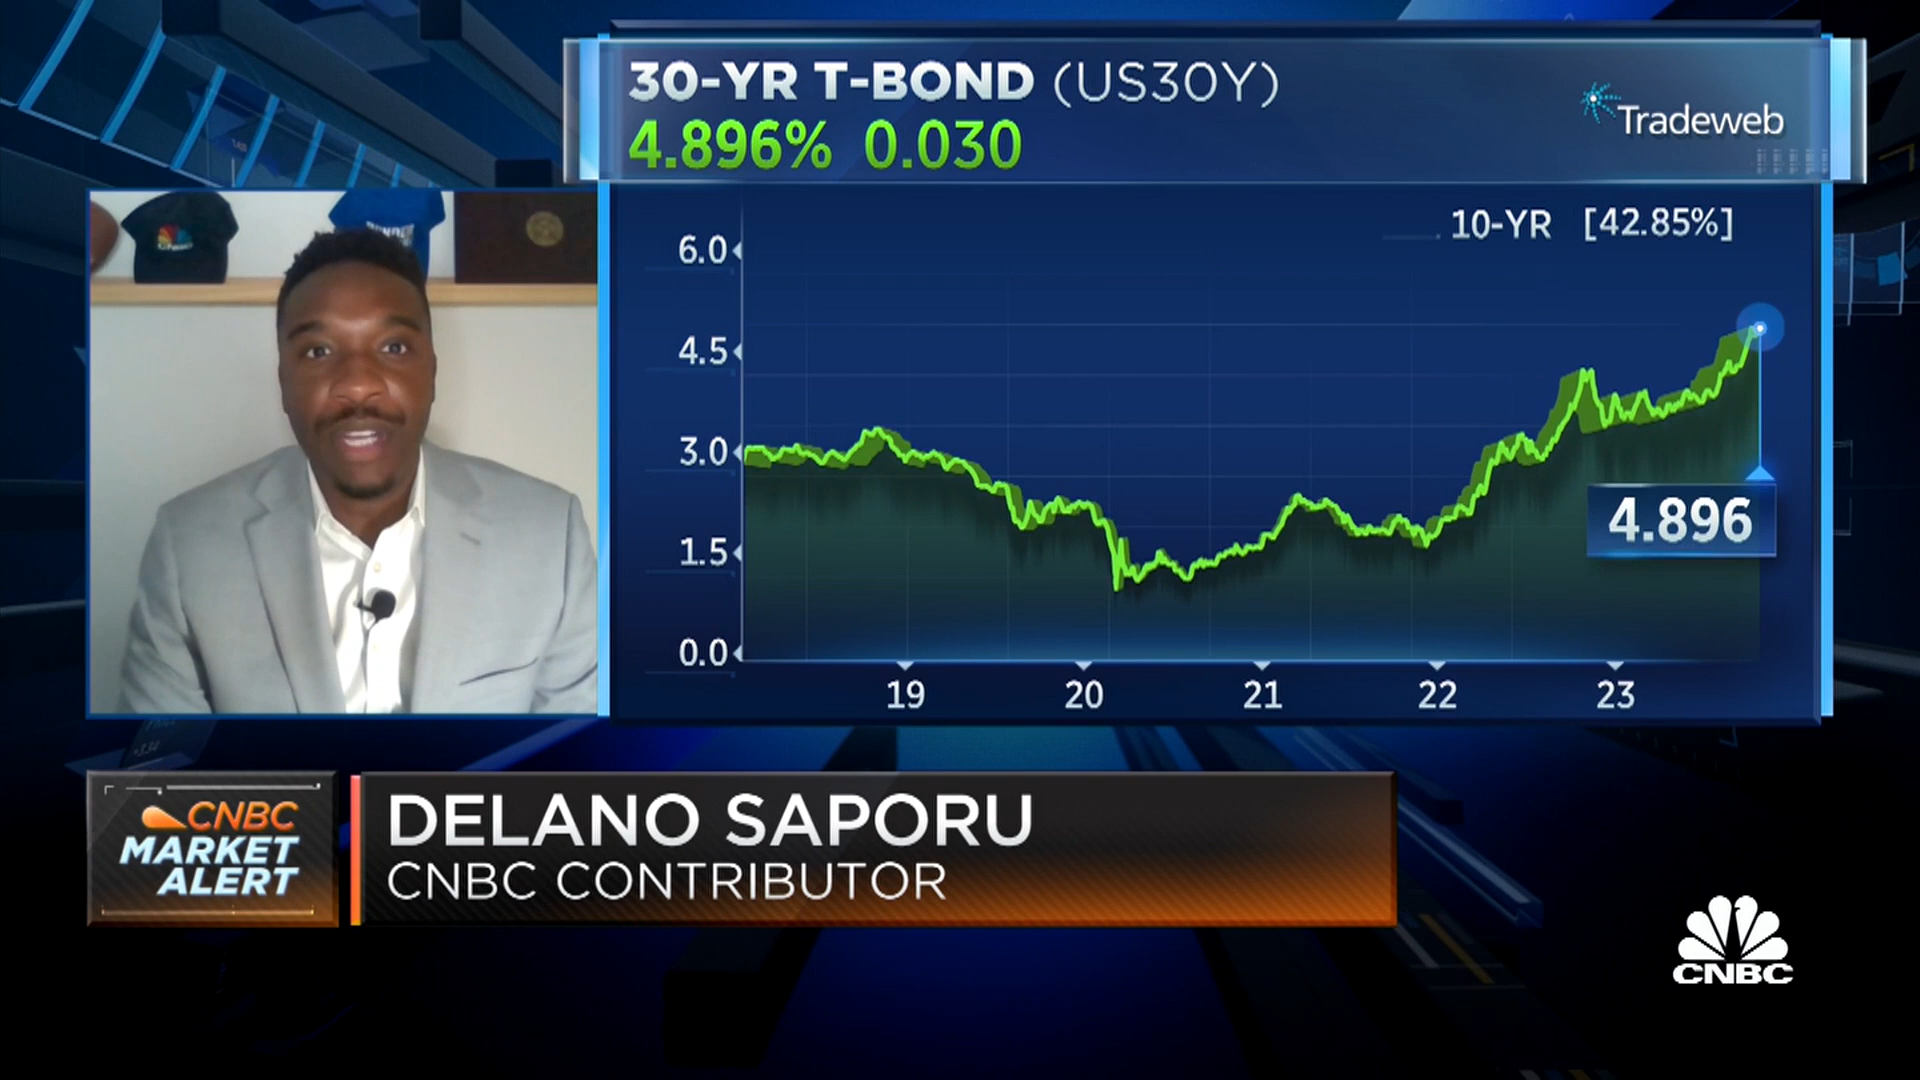 30-YR T-BOND (US30Y)
4.896% 0.030
Tradeweb
10-YR [42.85%]
6.0
4.5
3.0
1.5
0.0
4.896
19 20 21 22 23
CNBC
MARKET
ALERT
DELANO SAPORU
CNBC CONTRIBUTOR
CNBC